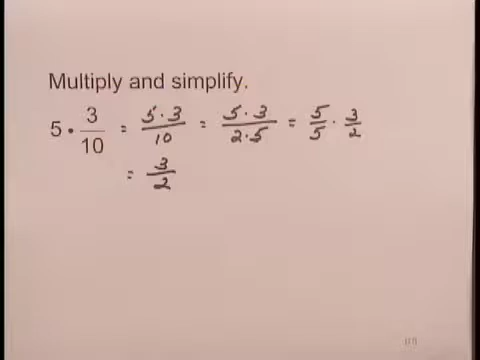 Multiply and simplify.
5 · 3/10 = 5 · 3/10 = 5 · 3/2 · 5 = 5/5 · 3/2
= 3/2